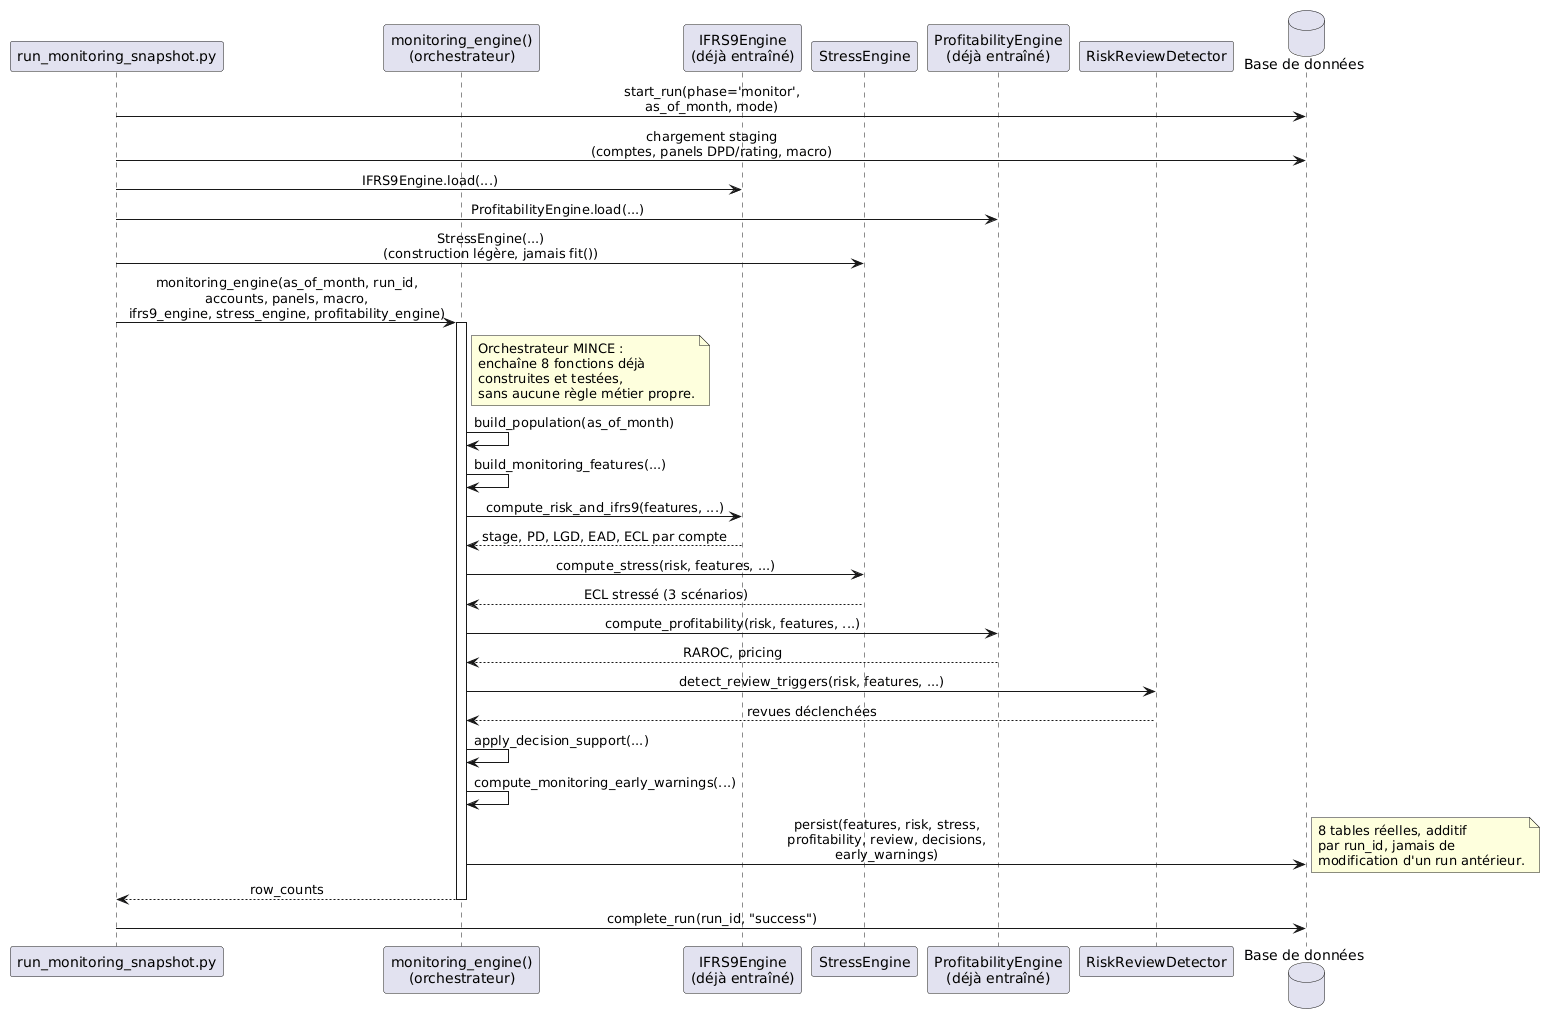 run_monitoring_snapshot.py
monitoring_engine()
(orchestrateur)
IFRS9Engine
(déjà entraîné)
StressEngine
ProfitabilityEngine
(déjà entraîné)
RiskReviewDetector
Base de données
start_run(phase='monitor',
as_of_month, mode)
chargement staging
(comptes, panels DPD/rating, macro)
IFRS9Engine.load(...)
ProfitabilityEngine.load(...)
StressEngine(...)
(construction légère, jamais fit())
monitoring_engine(as_of_month, run_id,
accounts, panels, macro,
ifrs9_engine, stress_engine, profitability_engine)
Orchestrateur MINCE :
enchaîne 8 fonctions déjà
construites et testées,
sans aucune règle métier propre.
build_population(as_of_month)
build_monitoring_features(...)
compute_risk_and_ifrs9(features, ...)
stage, PD, LGD, EAD, ECL par compte
compute_stress(risk, features, ...)
ECL stressé (3 scénarios)
compute_profitability(risk, features, ...)
RAROC, pricing
detect_review_triggers(risk, features, ...)
revues déclenchées
apply_decision_support(...)
compute_monitoring_early_warnings(...)
persist(features, risk, stress,
profitability, review, decisions,
early_warnings)
8 tables réelles, additif
par run_id, jamais de
modification d'un run antérieur.
row_counts
complete_run(run_id, "success")
run_monitoring_snapshot.py
monitoring_engine()
(orchestrateur)
IFRS9Engine
(déjà entraîné)
StressEngine
ProfitabilityEngine
(déjà entraîné)
RiskReviewDetector
Base de données